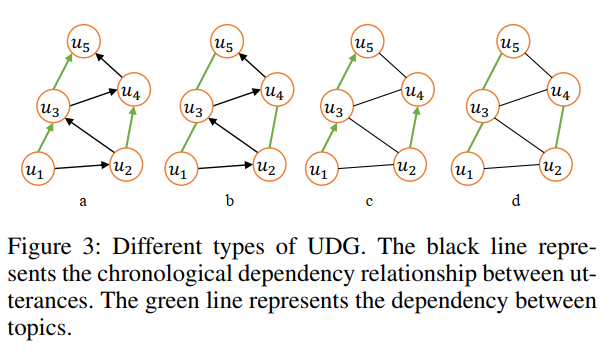 u5 u5 u5 u5
u4 u4 u4 u4
u3 u3 u3 u3
u1 u2 u1 u2 u1 u2 u1 u2
a b c d
Figure 3: Different types of UDG. The black line repre-
sents the chronological dependency relationship between ut-
terances. The green line represents the dependency between
topics.